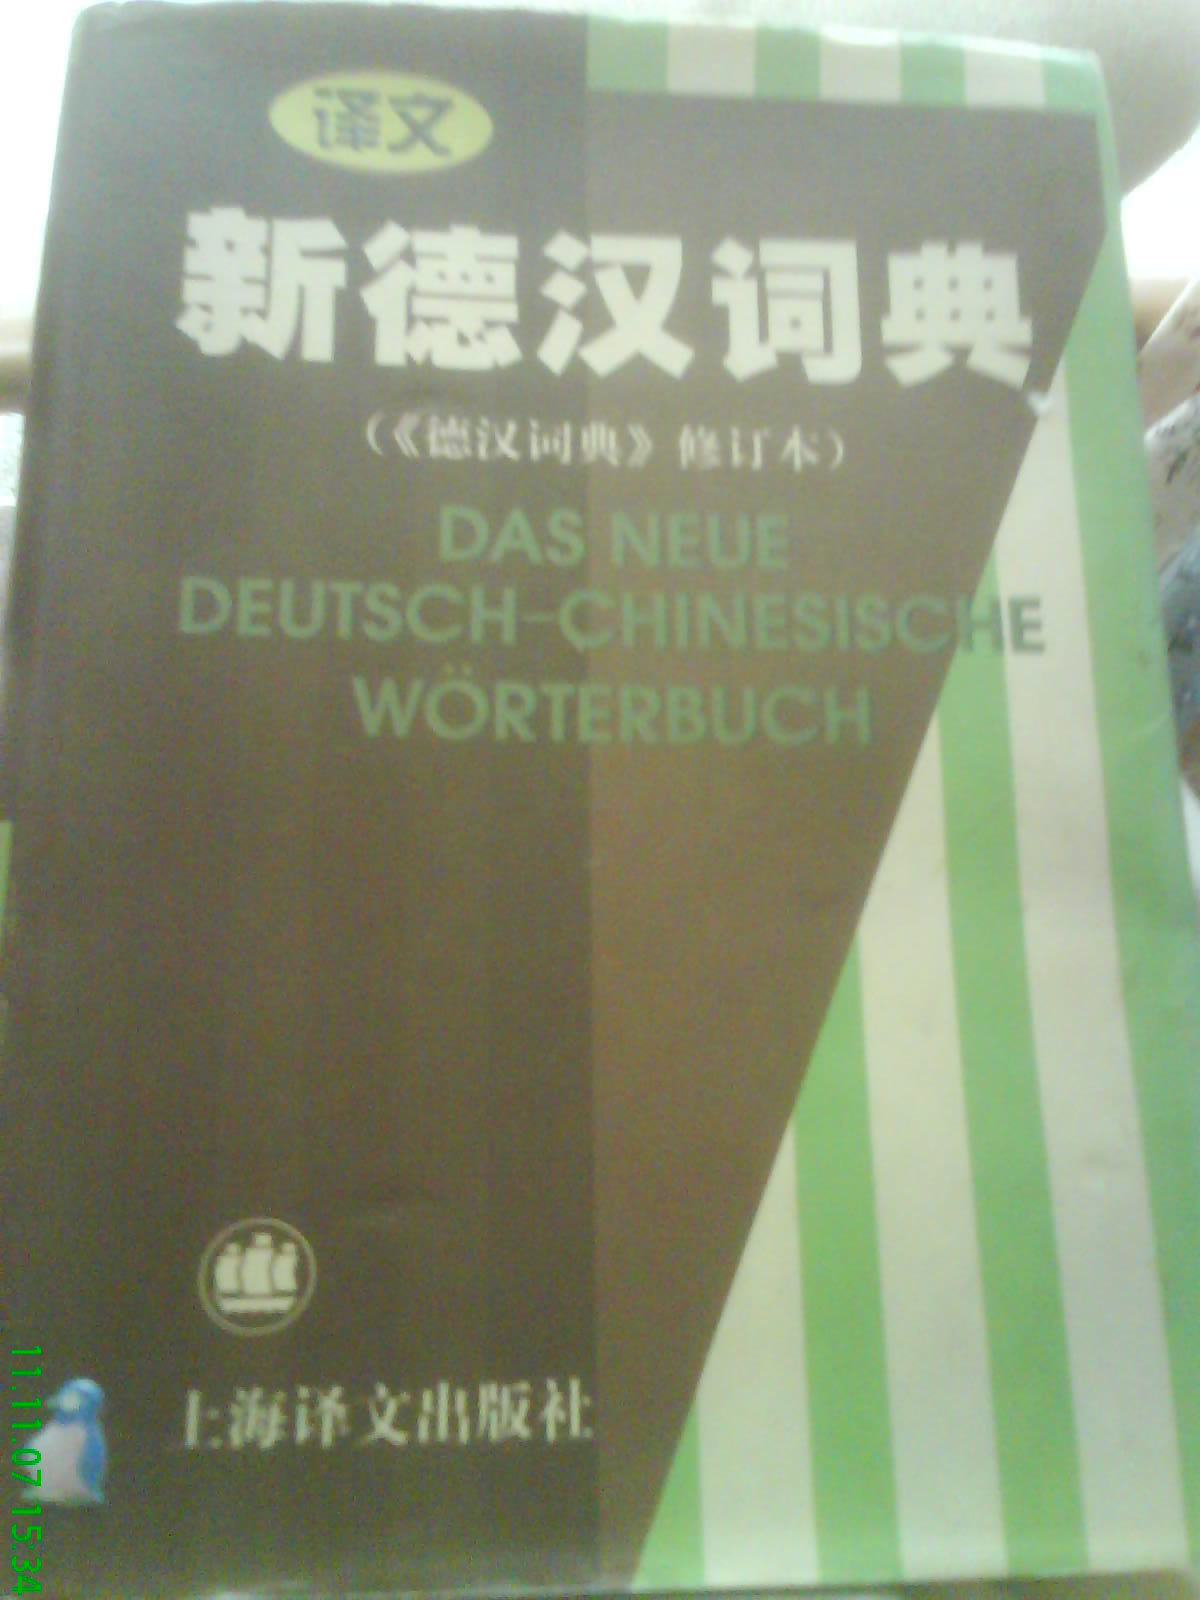 译文
新德汉词典
（《德汉词典》修订本）
DAS NEUE
DEUTSCH-CHINESISCHE
WÖRTERBUCH
上海译文出版社
11.11.07 15:34